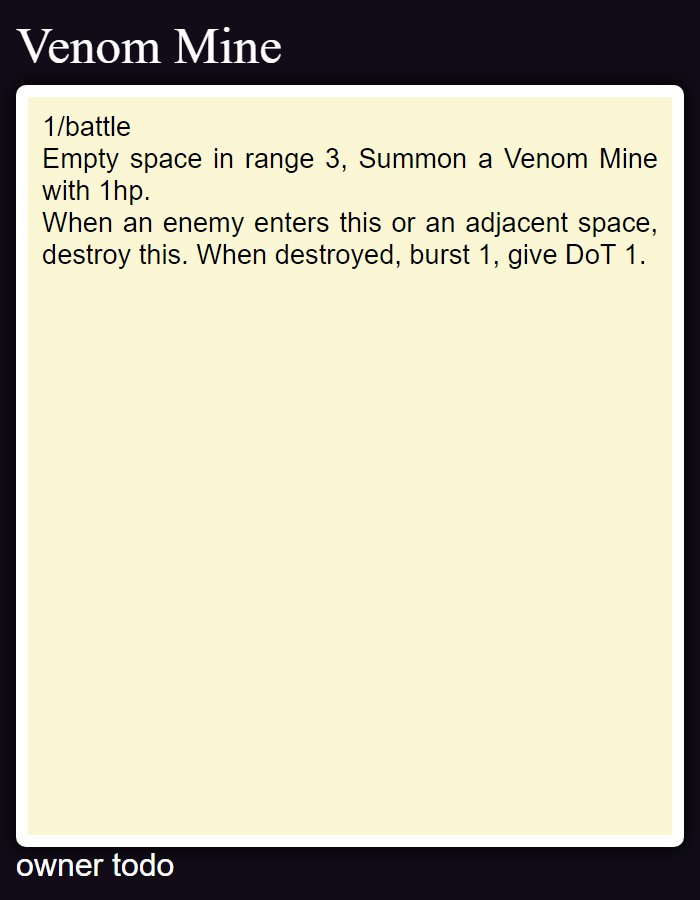 Venom Mine
1/battle
Empty space in range 3, Summon a Venom Mine
with 1hp.
When an enemy enters this or an adjacent space,
destroy this. When destroyed, burst 1, give DoT 1.
owner todo